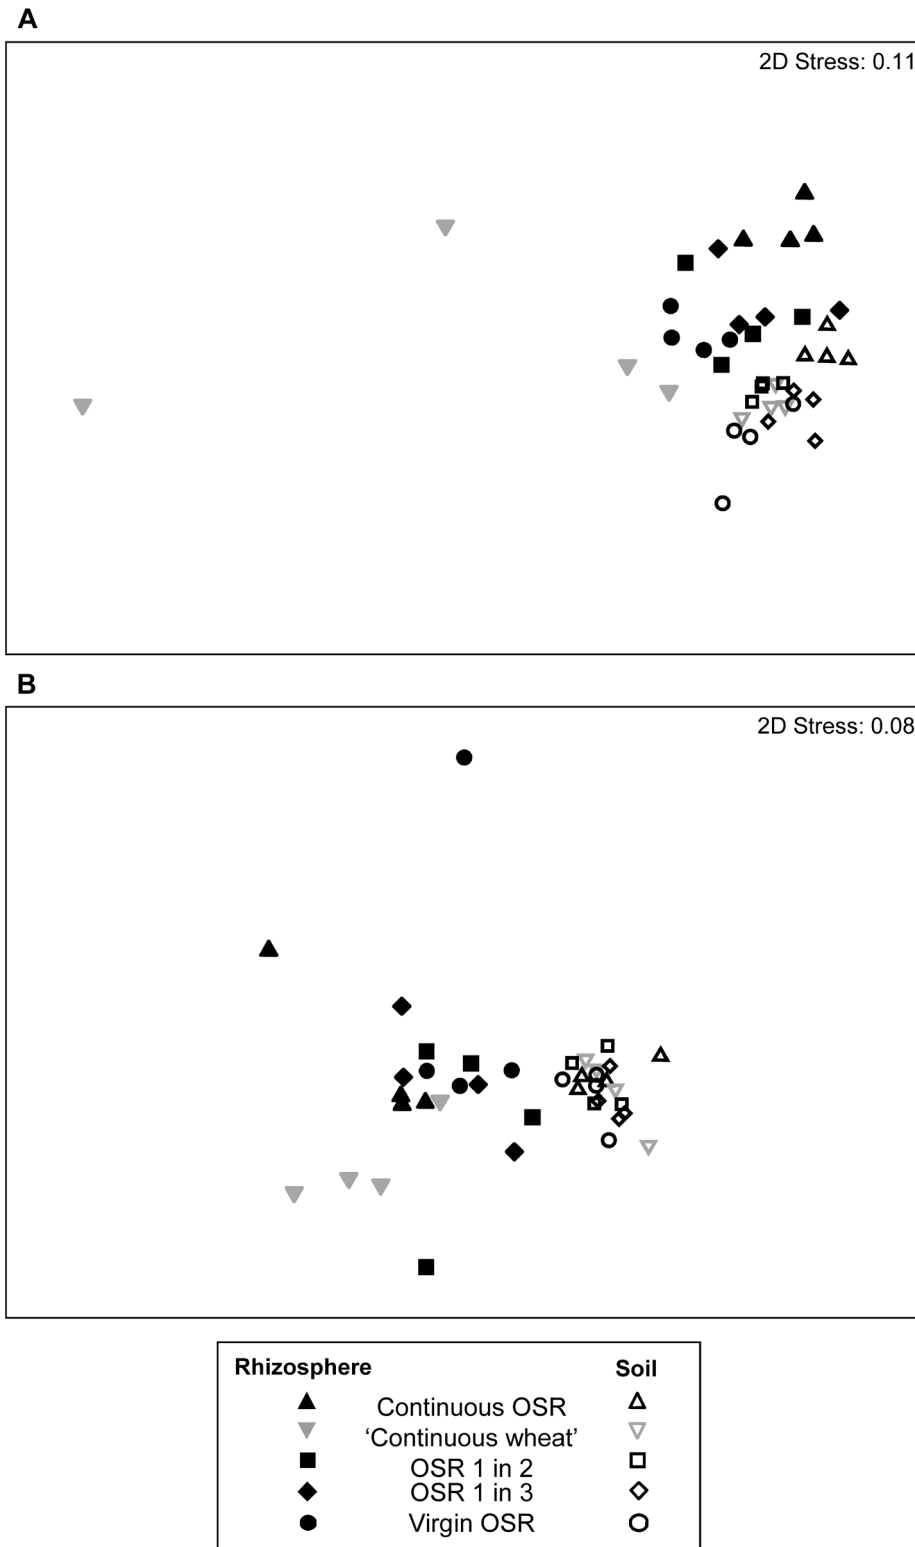 A
2D Stress: 0.11
B
2D Stress: 0.08
Rhizosphere Soil
Continuous OSR
‘Continuous wheat’
OSR 1 in 2
OSR 1 in 3
Virgin OSR